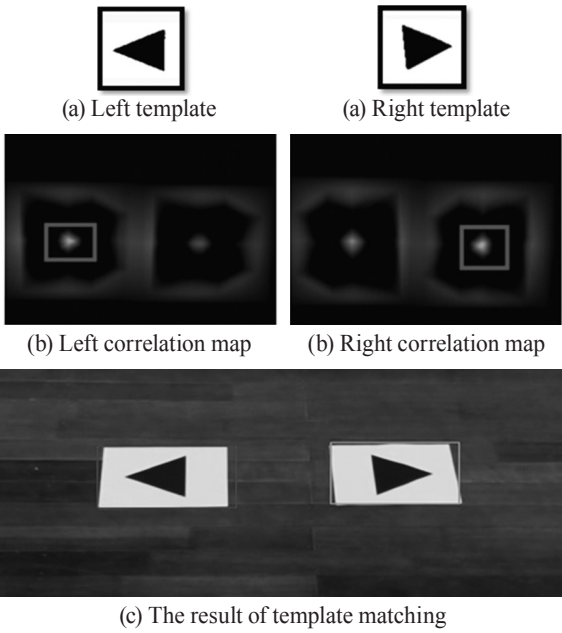 (a) Left template
(a) Right template
(b) Left correlation map
(b) Right correlation map
(c) The result of template matching